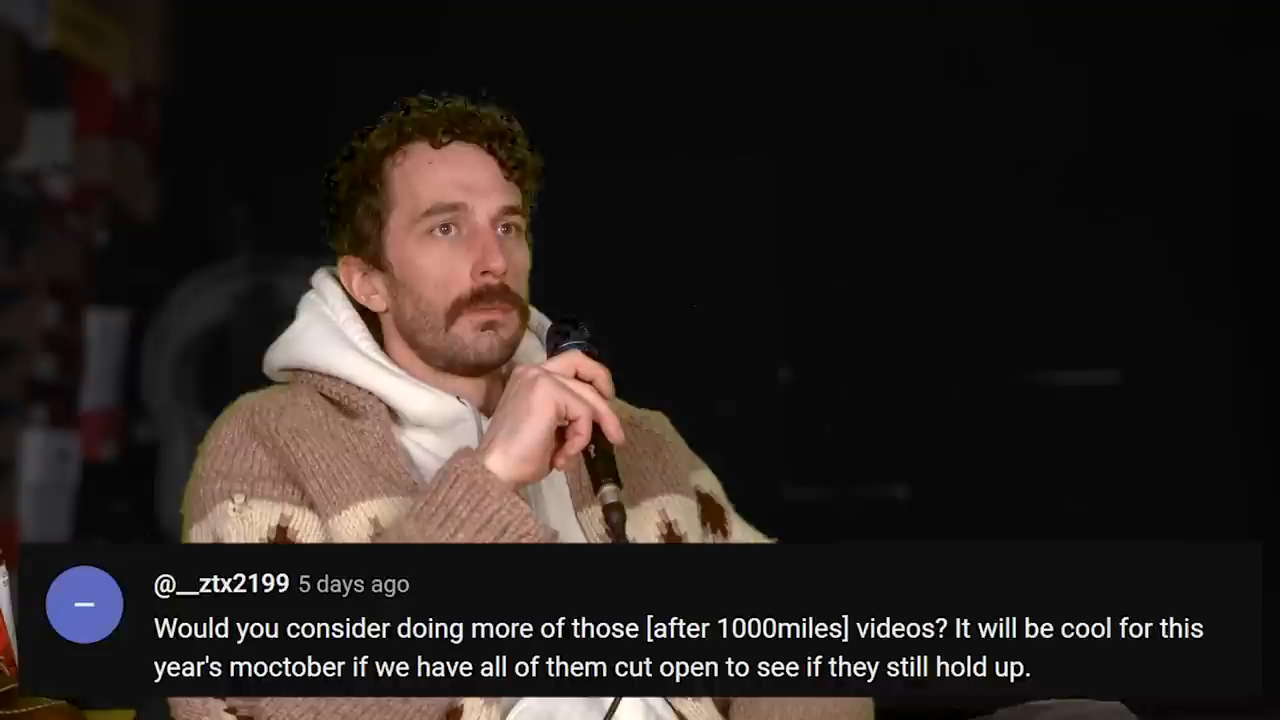 @__ztx2199 5 days ago
–
Would you consider doing more of those [after 1000miles] videos? It will be cool for this
year's moctober if we have all of them cut open to see if they still hold up.